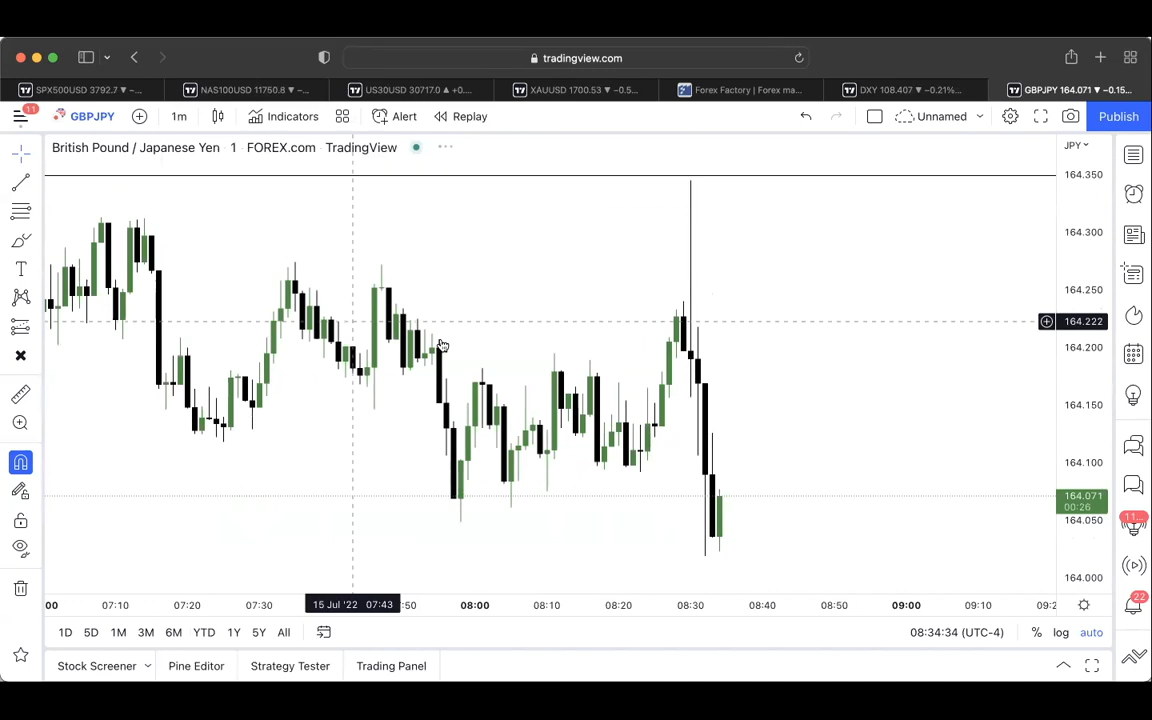 tradingview.com
SPX500USD 3792.7 ▼ −...
NAS100USD 11750.8 ▼ −...
US30USD 30717.0 ▲ +0....
XAUUSD 1700.53 ▼ −0.5...
Forex Factory | Forex ma...
DXY 108.407 ▼ −0.21%...
GBPJPY 164.071 ▼ −0.15...
11
GBPJPY
1m
Indicators
Alert
Replay
Unnamed
Publish
British Pound / Japanese Yen · 1 · FOREX.com · TradingView
JPY
164.350
164.300
164.250
164.222
164.200
164.150
164.100
164.071
00:26
164.050
164.000
11...
22
00
07:10
07:20
07:30
15 Jul '22 07:43
:50
08:00
08:10
08:20
08:30
08:40
08:50
09:00
09:10
09:2
1D 5D 1M 3M 6M YTD 1Y 5Y All
08:34:34 (UTC-4)
% log auto
Stock Screener
Pine Editor
Strategy Tester
Trading Panel